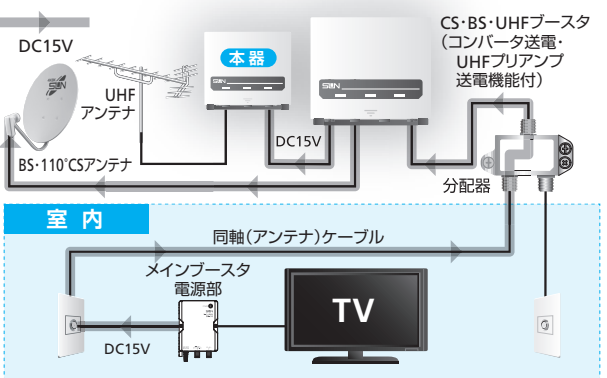 DC15V
SUN
UHF
アンテナ
BS・110°CSアンテナ
本器
SUN
DC15V
SUN
CS・BS・UHFブースタ
（コンバータ送電・
UHFプリアンプ
送電機能付）
分配器
室内
同軸（アンテナ）ケーブル
メインブースタ
電源部
DC15V
TV